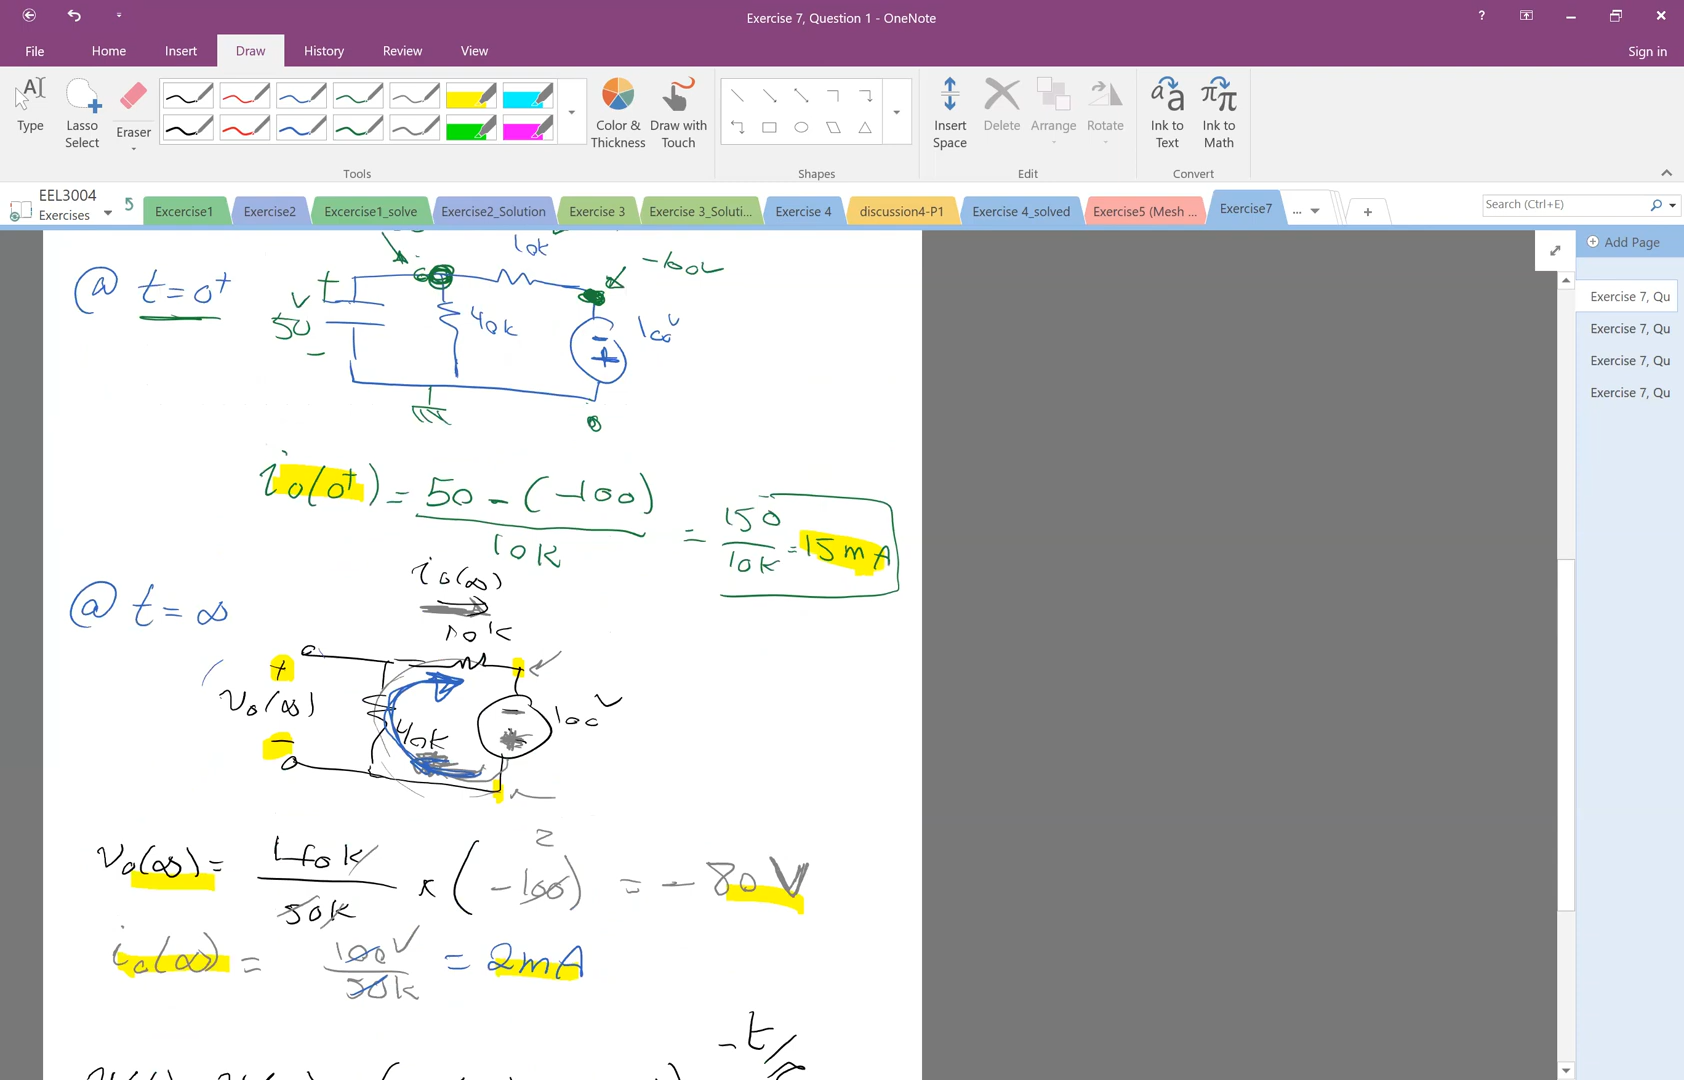 Exercise 7, Question 1 - OneNote
?
File Home Insert Draw History Review View Sign in
Type Lasso Select Eraser Color & Thickness Draw with Touch Insert Space Delete Arrange Rotate Ink to Text Ink to Math
Tools Shapes Edit Convert
EEL3004
Exercises
Excercise1 Exercise2 Excercise1_solve Exercise2_Solution Exercise 3 Exercise 3_Soluti... Exercise 4 discussion4-P1 Exercise 4_solved Exercise5 (Mesh ... Exercise7 ... Search (Ctrl+E)
Add Page
Exercise 7, Qu
Exercise 7, Qu
Exercise 7, Qu
Exercise 7, Qu
10k
-100V
@ t=0+
+
V
50
-
40k
-
+
100V
i0(0+) = 50 - (-100)
10k
= 150
10k
= 15mA
@ t = ∞
i0(∞)
→
10k
+
V0(∞)
-
40k
-
+
100V
V0(∞) = 40k
50k
× (-100) = -80V
2
i0(∞) = 100V
50k
= 2mA
-t/